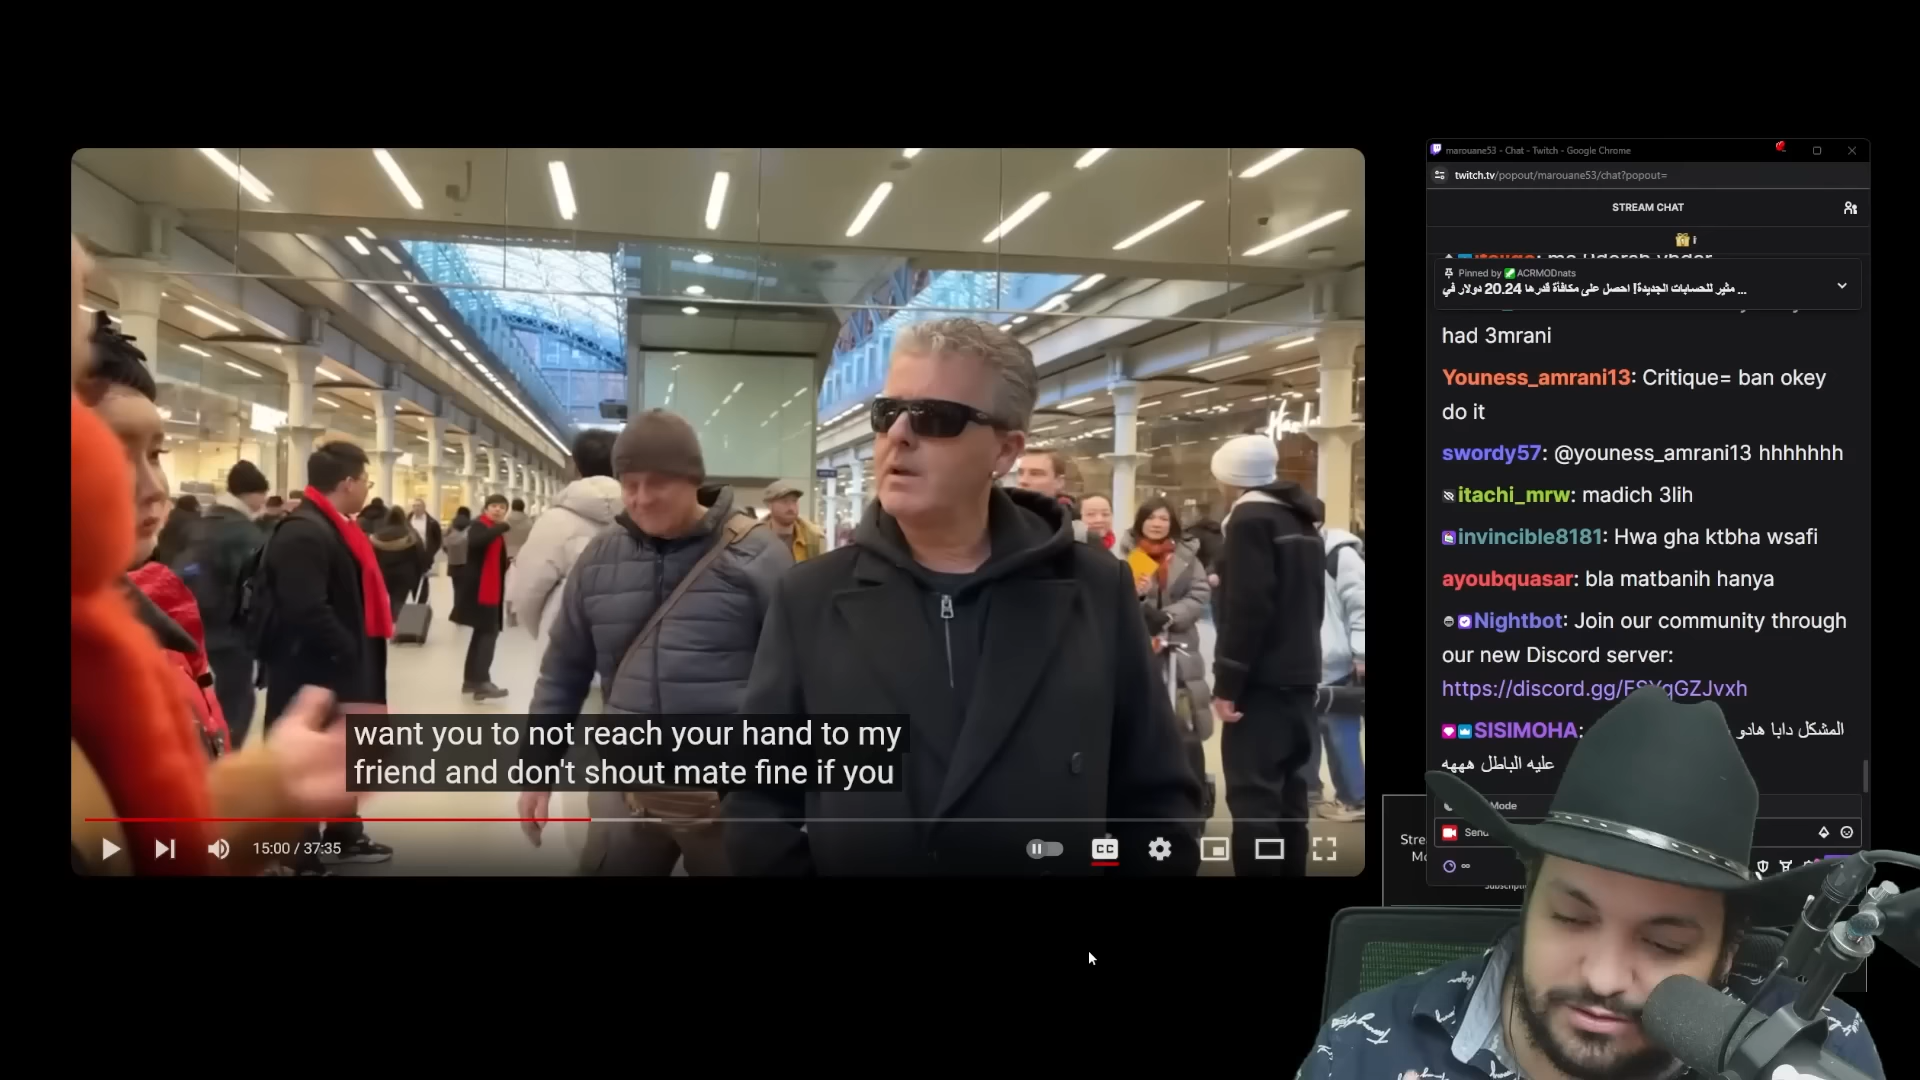 marouane53 - Chat - Twitch - Google Chrome
twitch.tv/popout/marouane53/chat?popout=
STREAM CHAT
Pinned by ACRMODnats
مثير للحسابات الجديدة! احصل على مكافأة قدرها 20.24 دولار في ...
had 3mrani
Youness_amrani13: Critique= ban okey
do it
swordy57: @youness_amrani13 hhhhhhh
itachi_mrw: madich 3lih
invincible8181: Hwa gha ktbha wsafi
ayoubquasar: bla matbanih hanya
Nightbot: Join our community through
our new Discord server:
SISIMOHA: المشكل دابا هادو
عليه الباطل هههه
Mode
Send
want you to not reach your hand to my
friend and don't shout mate fine if you
15:00 / 37:35
CC